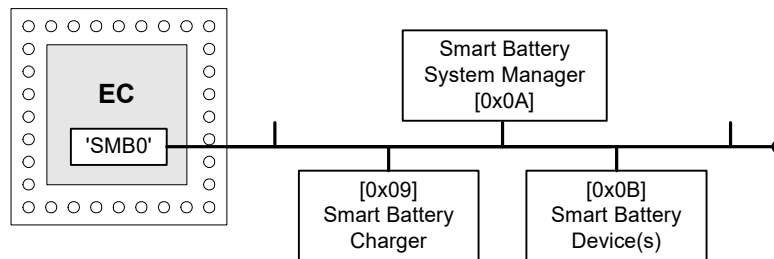 EC
'SMB0'
Smart Battery
System Manager
[0x0A]
[0x09]
Smart Battery
Charger
[0x0B]
Smart Battery
Device(s)